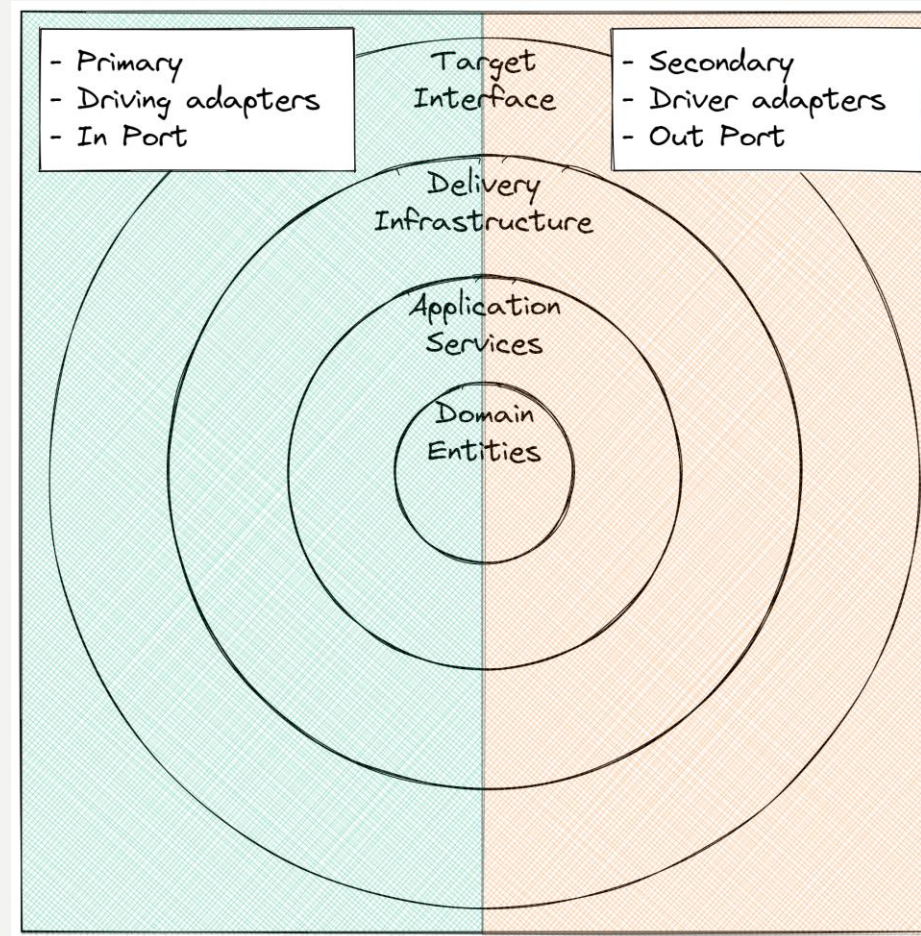 - Primary
- Driving adapters
- In Port
Target
Interface
- Secondary
- Driver adapters
- Out Port
Delivery
Infrastructure
Application
Services
Domain
Entities